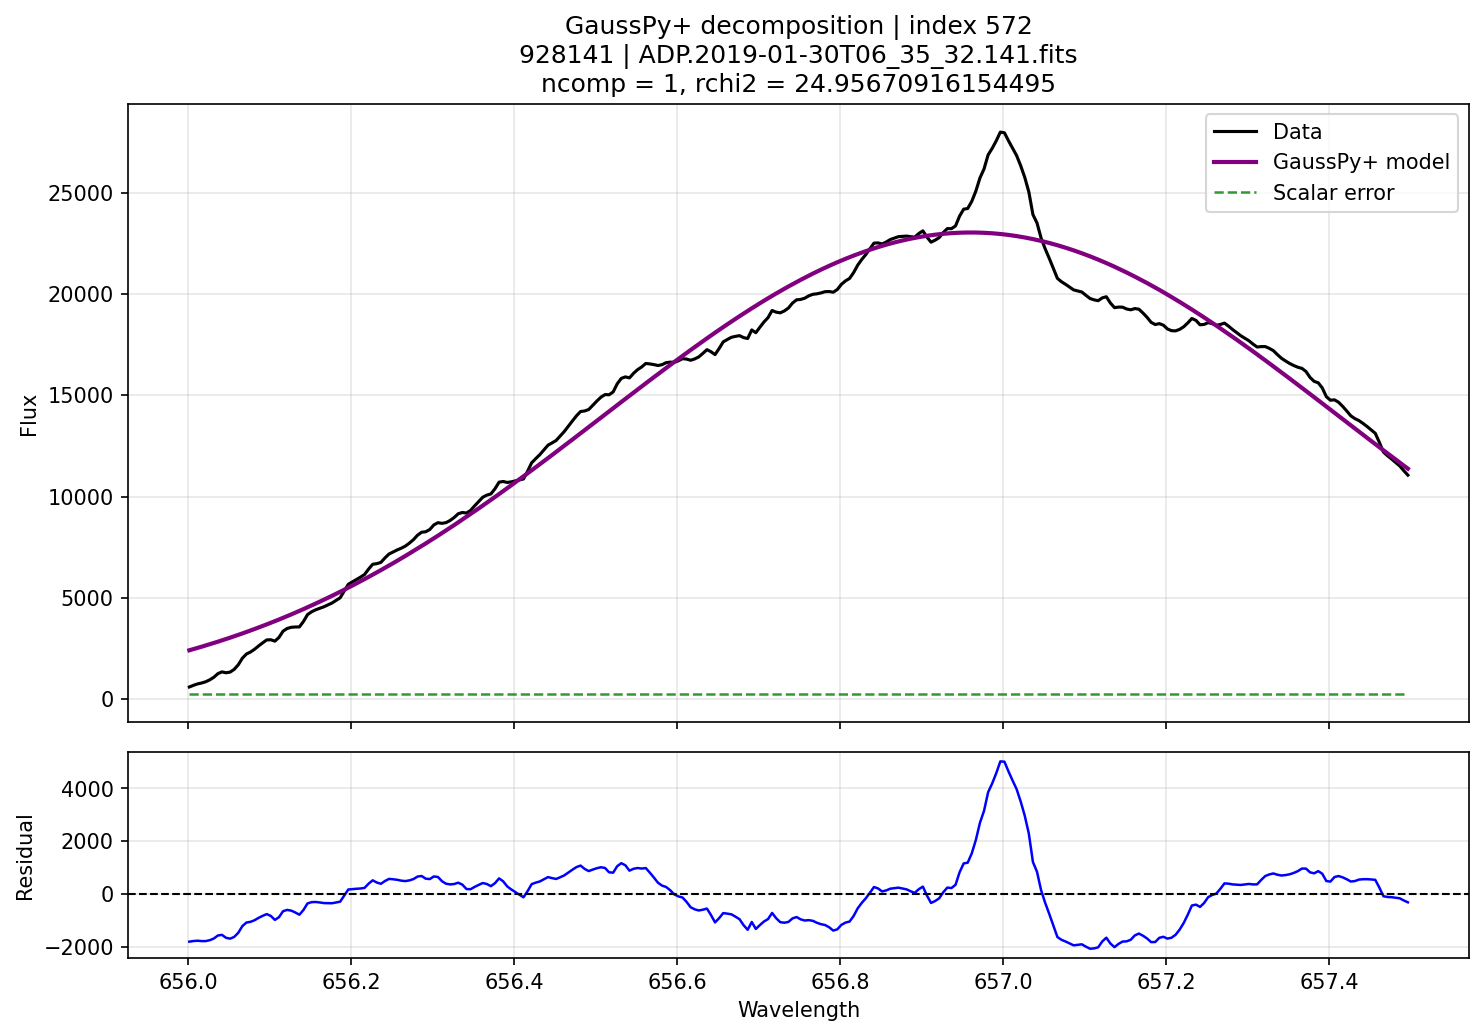 GaussPy+ decomposition | index 572
928141 | ADP.2019-01-30T06_35_32.141.fits
ncomp = 1, rchi2 = 24.95670916154495
Data
GaussPy+ model
Scalar error
Flux
25000
20000
15000
10000
5000
0
Residual
4000
2000
0
−2000
656.0 656.2 656.4 656.6 656.8 657.0 657.2 657.4
Wavelength